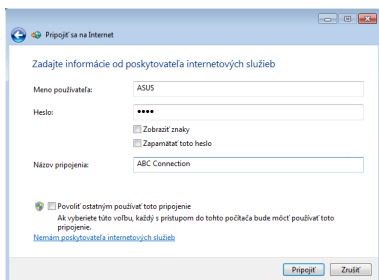 Pripojiť sa na Internet
Zadajte informácie od poskytovateľa internetových služieb
Meno používateľa: ASUS
Heslo: ••••
Zobraziť znaky
Zapamätať toto heslo
Názov pripojenia: ABC Connection
Povoliť ostatným používať toto pripojenie
Ak vyberiete túto voľbu, každý s prístupom do tohto počítača bude môcť používať toto
pripojenie.
Nemám poskytovateľa internetových služieb
Pripojiť Zrušiť